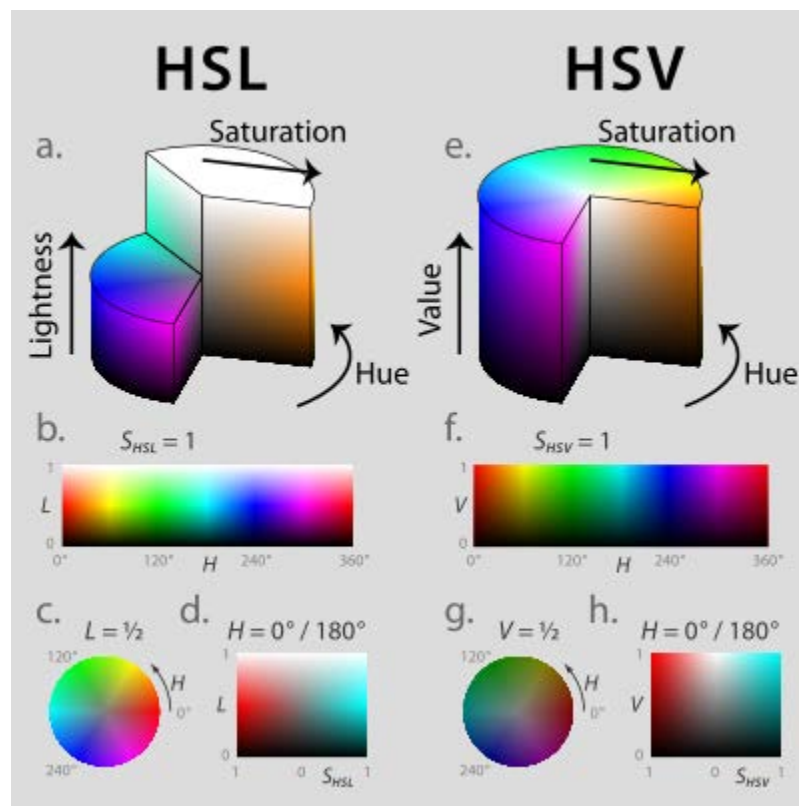 HSL
HSV
a.
Saturation
Lightness
Hue
e.
Saturation
Value
Hue
b.
S_HSL = 1
1
L
0
0° 120° 240° 360°
H
f.
S_HSV = 1
1
V
0
0° 120° 240° 360°
H
c.
L = ½
120°
H
0°
240°
d.
H = 0° / 180°
1
L
0
1 0 1
S_HSL
g.
V = ½
120°
H
0°
240°
h.
H = 0° / 180°
1
V
0
1 0 1
S_HSV